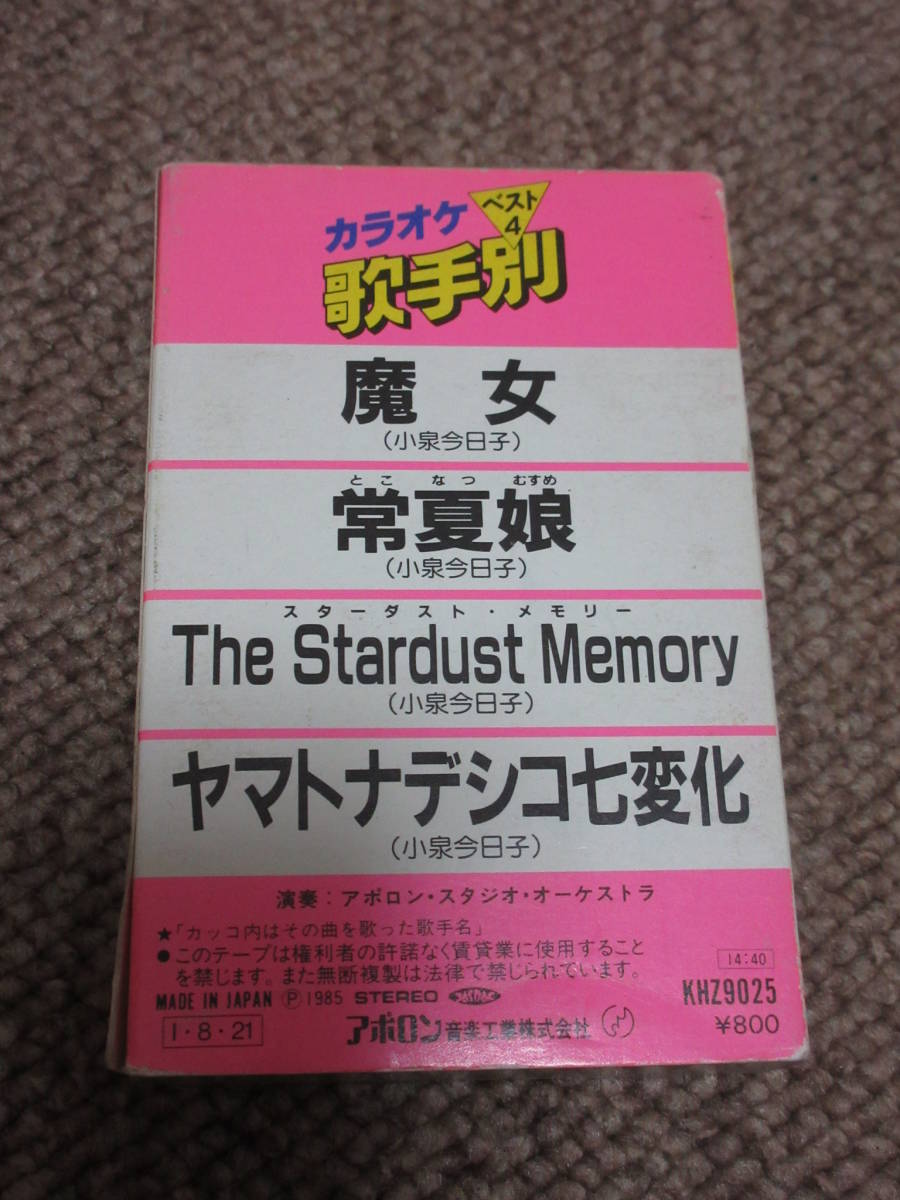 カラオケ
ベスト
4
歌手別
魔女
(小泉今日子)
とこ なつ むすめ
常夏娘
(小泉今日子)
スターダスト・メモリー
The Stardust Memory
(小泉今日子)
ヤマトナデシコ七変化
(小泉今日子)
演奏：アポロン・スタジオ・オーケストラ
★「カッコ内はその曲を歌った歌手名」
●このテープは権利者の許諾なく賃貸業に使用すること
を禁じます。また無断複製は法律で禁じられています。
14:40
MADE IN JAPAN Ⓟ 1985 STEREO JASRAC
KHZ9025
I・8・21
アポロン音楽工業株式会社
¥800